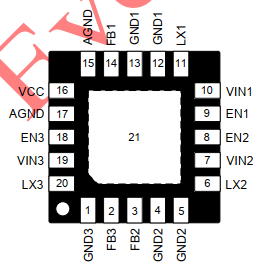 AGND FB1 GND1 GND1 LX1
15 14 13 12 11
VCC 16 10 VIN1
AGND 17 9 EN1
EN3 18 21 8 EN2
VIN3 19 7 VIN2
LX3 20 6 LX2
1 2 3 4 5
GND3 FB3 FB2 GND2 GND2